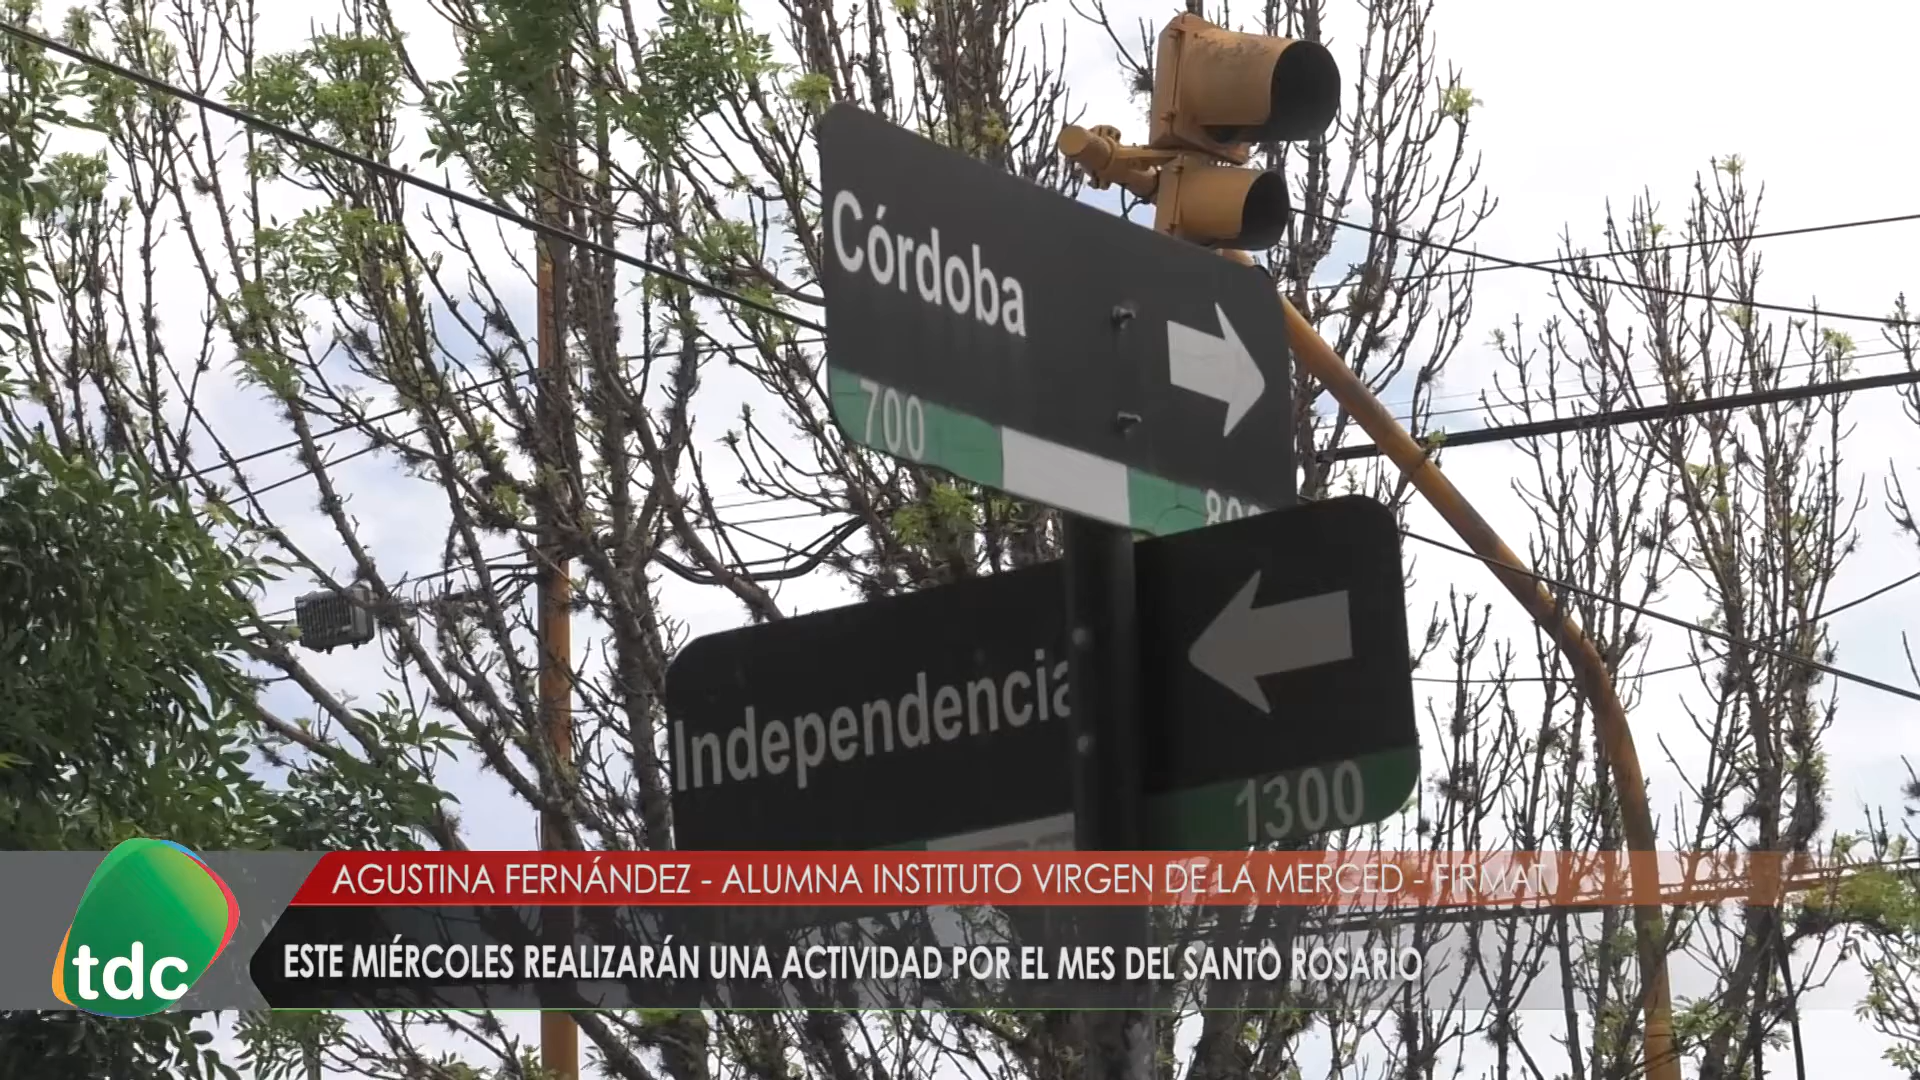 Córdoba
700
Independencia
1300
AGUSTINA FERNÁNDEZ - ALUMNA INSTITUTO VIRGEN DE LA MERCED - FIRMAT
ESTE MIÉRCOLES REALIZARÁN UNA ACTIVIDAD POR EL MES DEL SANTO ROSARIO
tdc